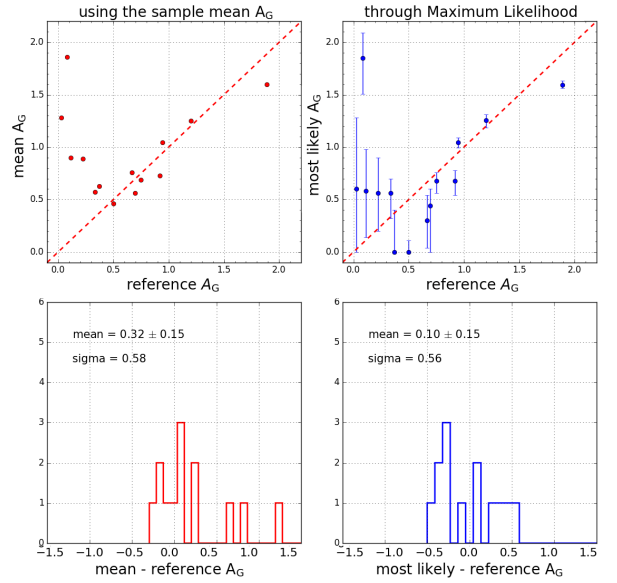 using the sample mean A_G
through Maximum Likelihood
mean A_G
2.0
1.5
1.0
0.5
0.0
0.0 0.5 1.0 1.5 2.0
reference A_G
most likely A_G
2.0
1.5
1.0
0.5
0.0
0.0 0.5 1.0 1.5 2.0
reference A_G
6
5
4
3
2
1
0
mean = 0.32 ± 0.15
sigma = 0.58
−1.5 −1.0 −0.5 0.0 0.5 1.0 1.5
mean - reference A_G
6
5
4
3
2
1
0
mean = 0.10 ± 0.15
sigma = 0.56
−1.5 −1.0 −0.5 0.0 0.5 1.0 1.5
most likely - reference A_G